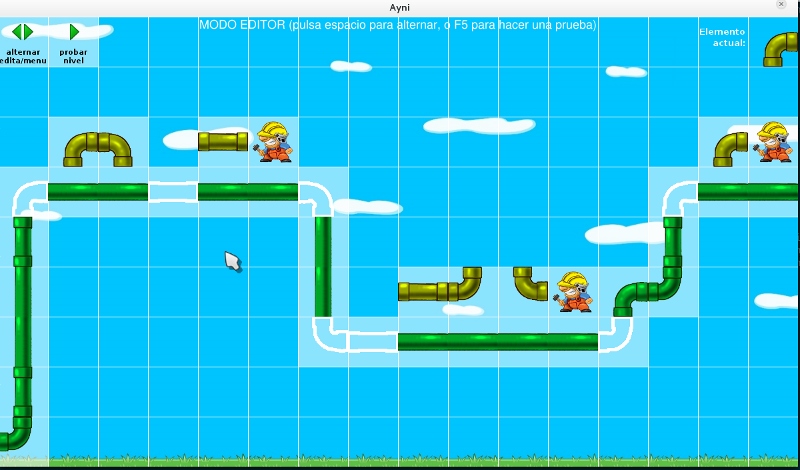 Ayni
MODO EDITOR (pulsa espacio para alternar, o F5 para hacer una prueba)
alternar
edita/menu
probar
nivel
Elemento
actual: